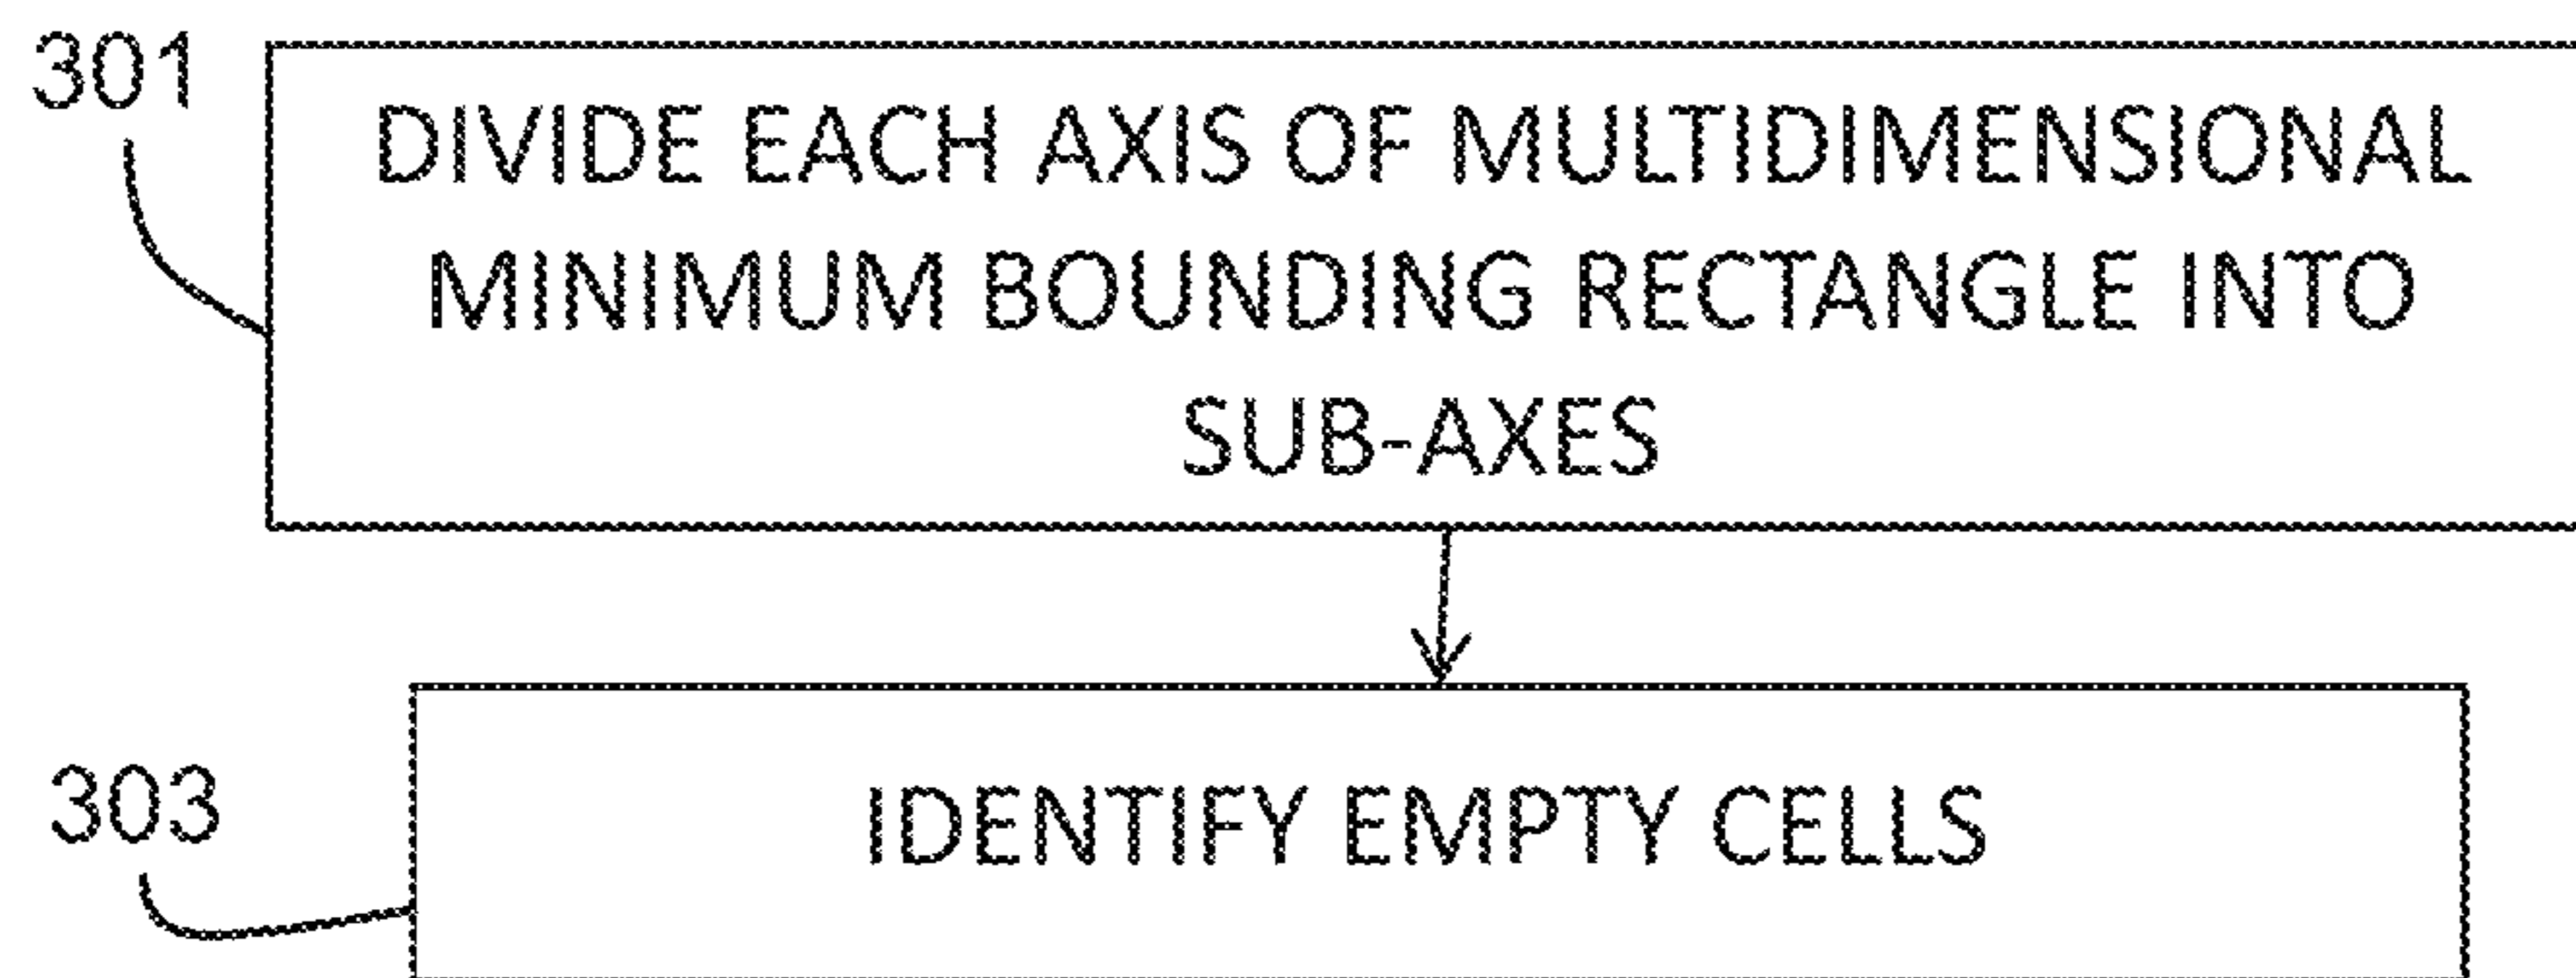 301
DIVIDE EACH AXIS OF MULTIDIMENSIONAL
MINIMUM BOUNDING RECTANGLE INTO
SUB-AXES
303
IDENTIFY EMPTY CELLS